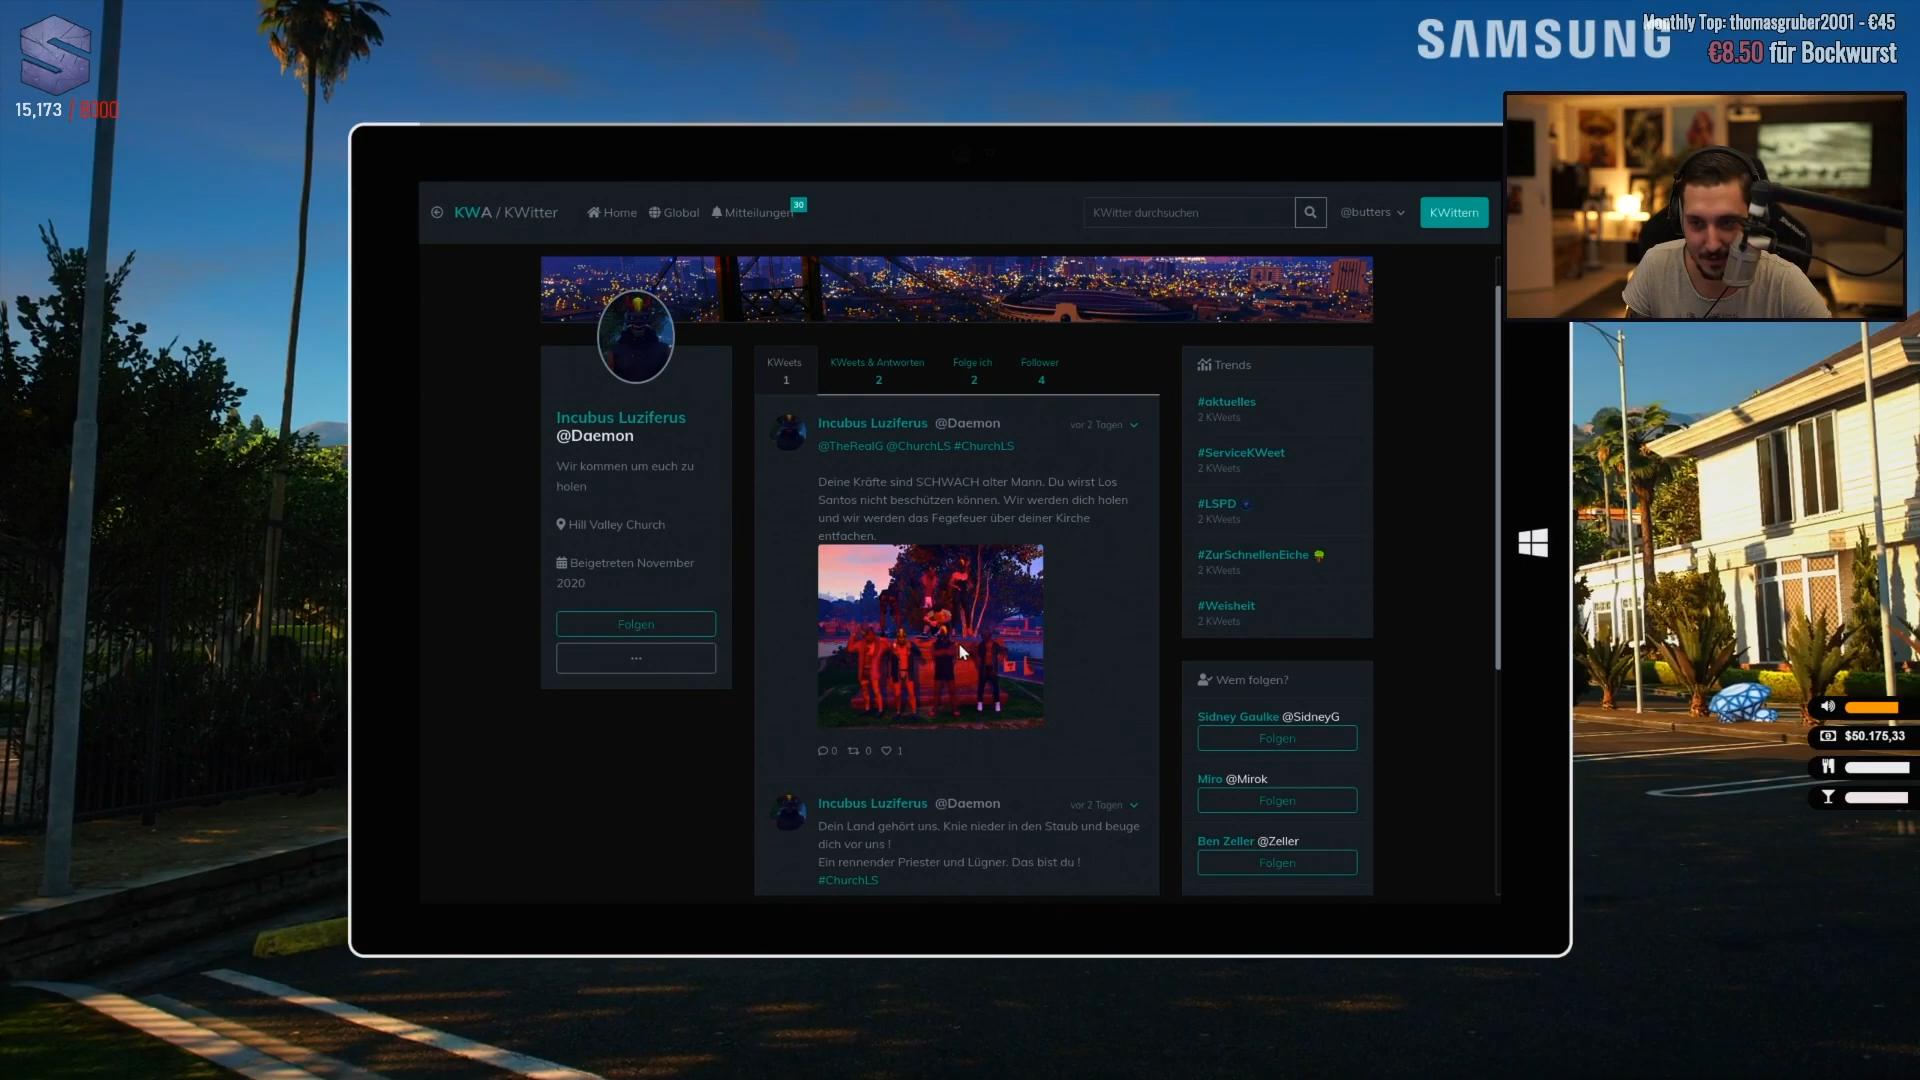 SAMSUNG
Monthly Top: thomasgruber2001 - €45
€8.50 für Bockwurst
15,173 / 8000
KWA / KWitter
Home
Global
Mitteilungen
30
KWitter durchsuchen
@butters
KWittern
Incubus Luziferus
@Daemon
Wir kommen um euch zu
holen
Hill Valley Church
Beigetreten November
2020
Folgen
...
KWeets
1
KWeets & Antworten
2
Folge ich
2
Follower
4
Incubus Luziferus @Daemon
vor 2 Tagen
@TheRealG @ChurchLS #ChurchLS
Deine Kräfte sind SCHWACH alter Mann. Du wirst Los
Santos nicht beschützen können. Wir werden dich holen
und wir werden das Fegefeuer über deiner Kirche
entfachen.
0 0 1
Incubus Luziferus @Daemon
vor 2 Tagen
Dein Land gehört uns. Knie nieder in den Staub und beuge
dich vor uns !
Ein rennender Priester und Lügner. Das bist du !
#ChurchLS
Trends
#aktuelles
2 KWeets
#ServiceKWeet
2 KWeets
#LSPD
2 KWeets
#ZurSchnellenEiche
2 KWeets
#Weisheit
2 KWeets
Wem folgen?
Sidney Gaulke @SidneyG
Folgen
Miro @Mirok
Folgen
Ben Zeller @Zeller
Folgen
$50.175,33